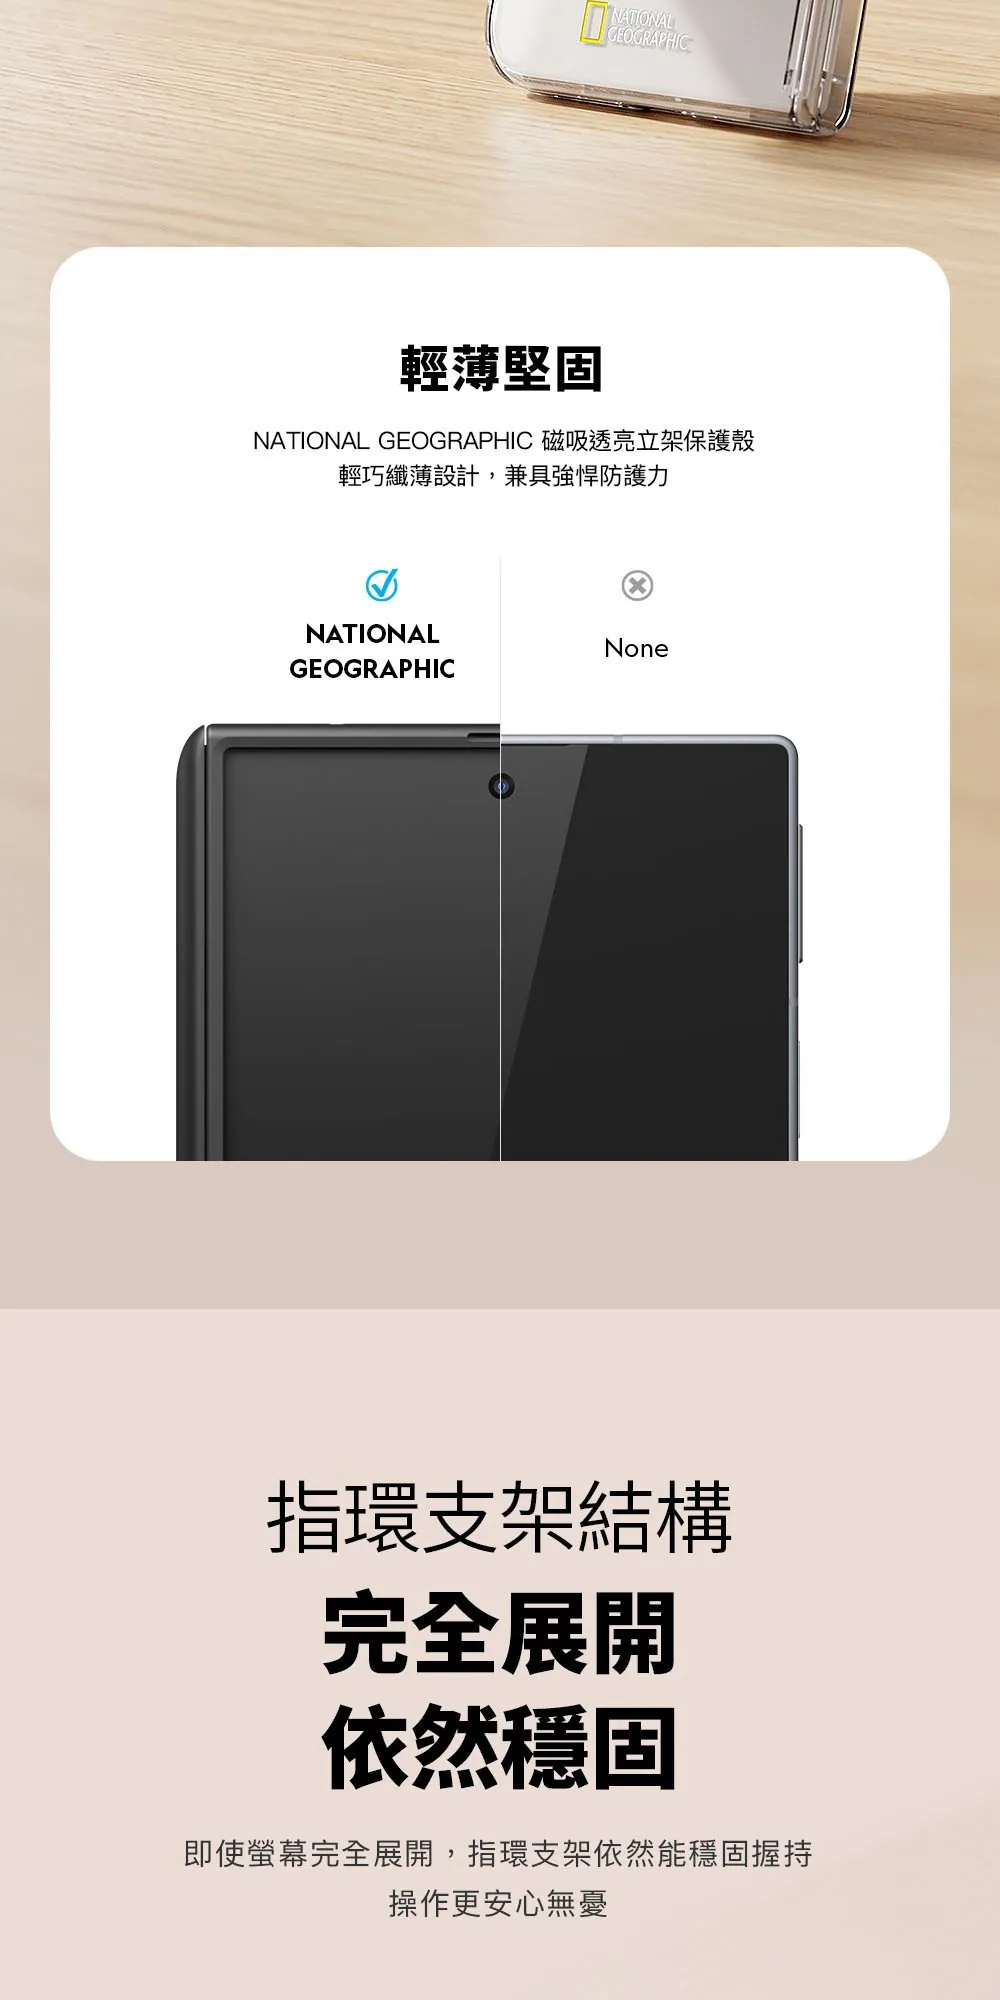 NATIONAL
GEOGRAPHIC
輕薄堅固
NATIONAL GEOGRAPHIC 磁吸透亮立架保護殼
輕巧纖薄設計，兼具強悍防護力
NATIONAL
GEOGRAPHIC
None
指環支架結構
完全展開
依然穩固
即使螢幕完全展開，指環支架依然能穩固握持
操作更安心無憂